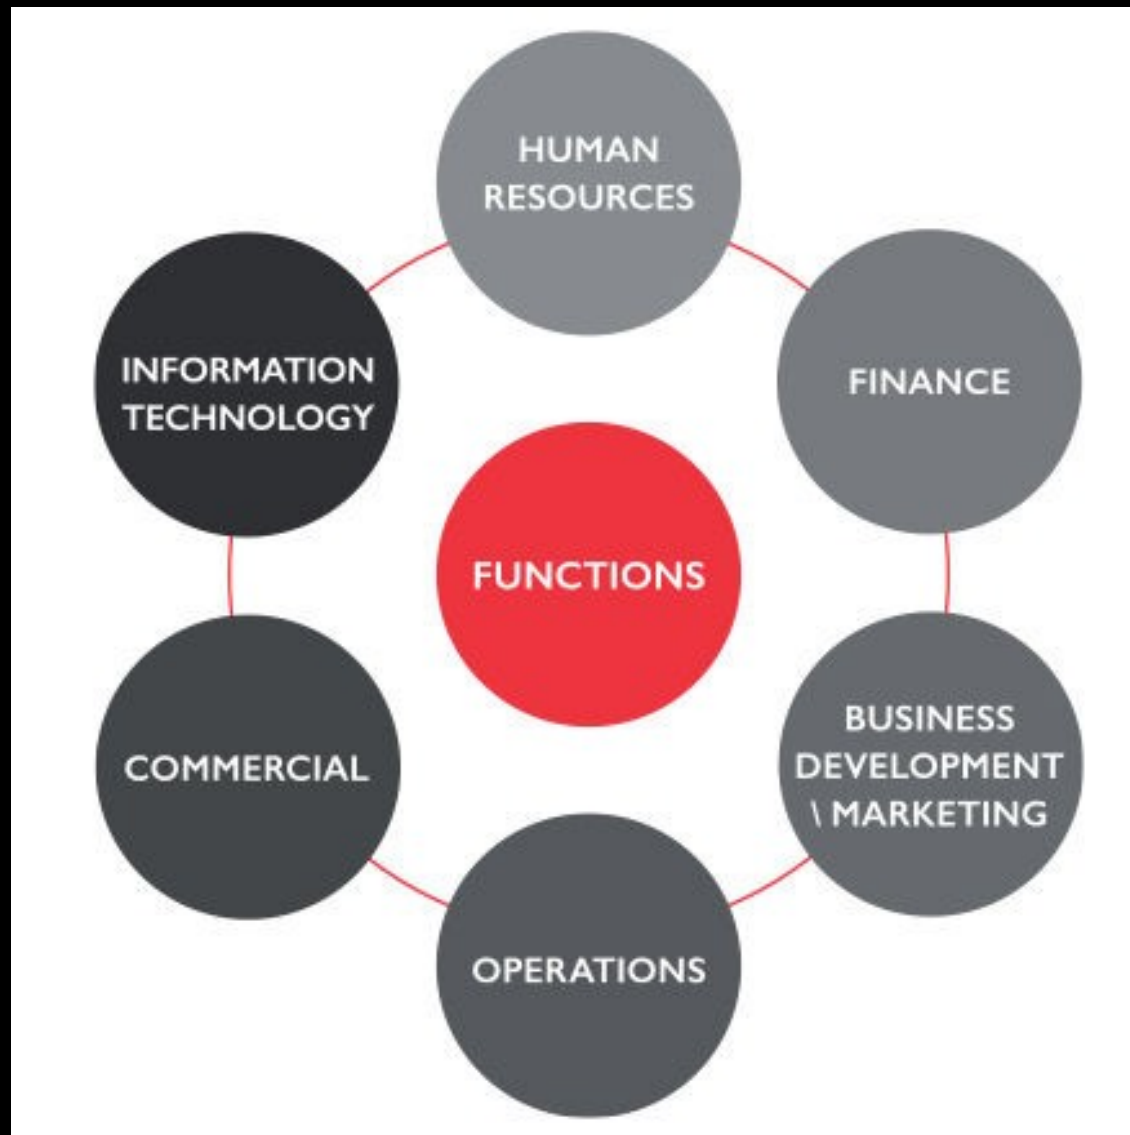 HUMAN
RESOURCES
FINANCE
BUSINESS
DEVELOPMENT
\ MARKETING
OPERATIONS
COMMERCIAL
INFORMATION
TECHNOLOGY
FUNCTIONS